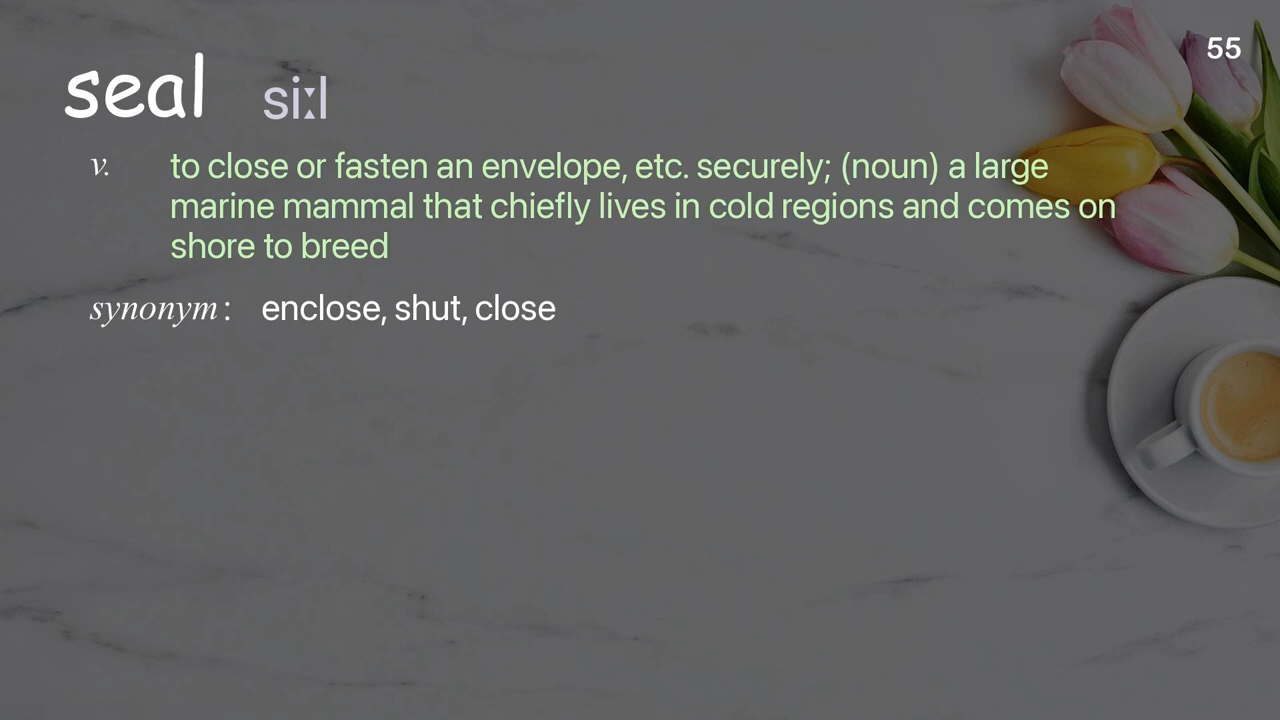 55
seal siːl
v. to close or fasten an envelope, etc. securely; (noun) a large
marine mammal that chiefly lives in cold regions and comes on
shore to breed
synonym: enclose, shut, close